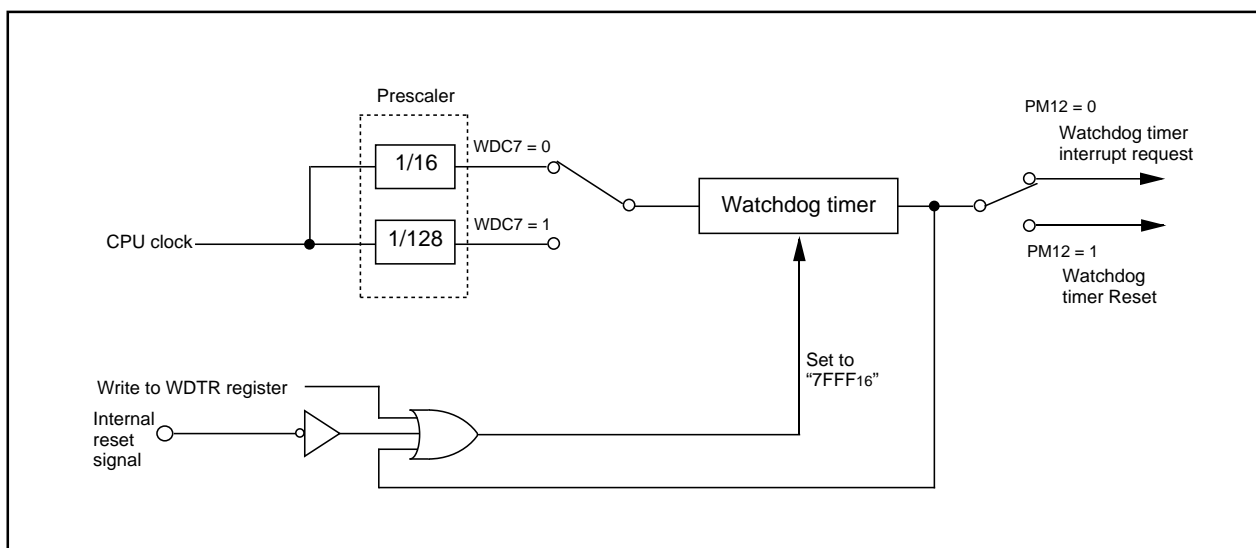 Prescaler
1/16
WDC7 = 0
1/128
WDC7 = 1
CPU clock
Watchdog timer
PM12 = 0
Watchdog timer
interrupt request
PM12 = 1
Watchdog
timer Reset
Set to
“7FFF16”
Write to WDTR register
Internal
reset
signal